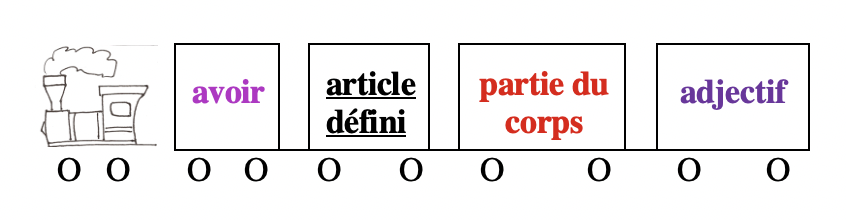 avoir
article
défini
partie du
corps
adjectif
O O O O O O O O O O